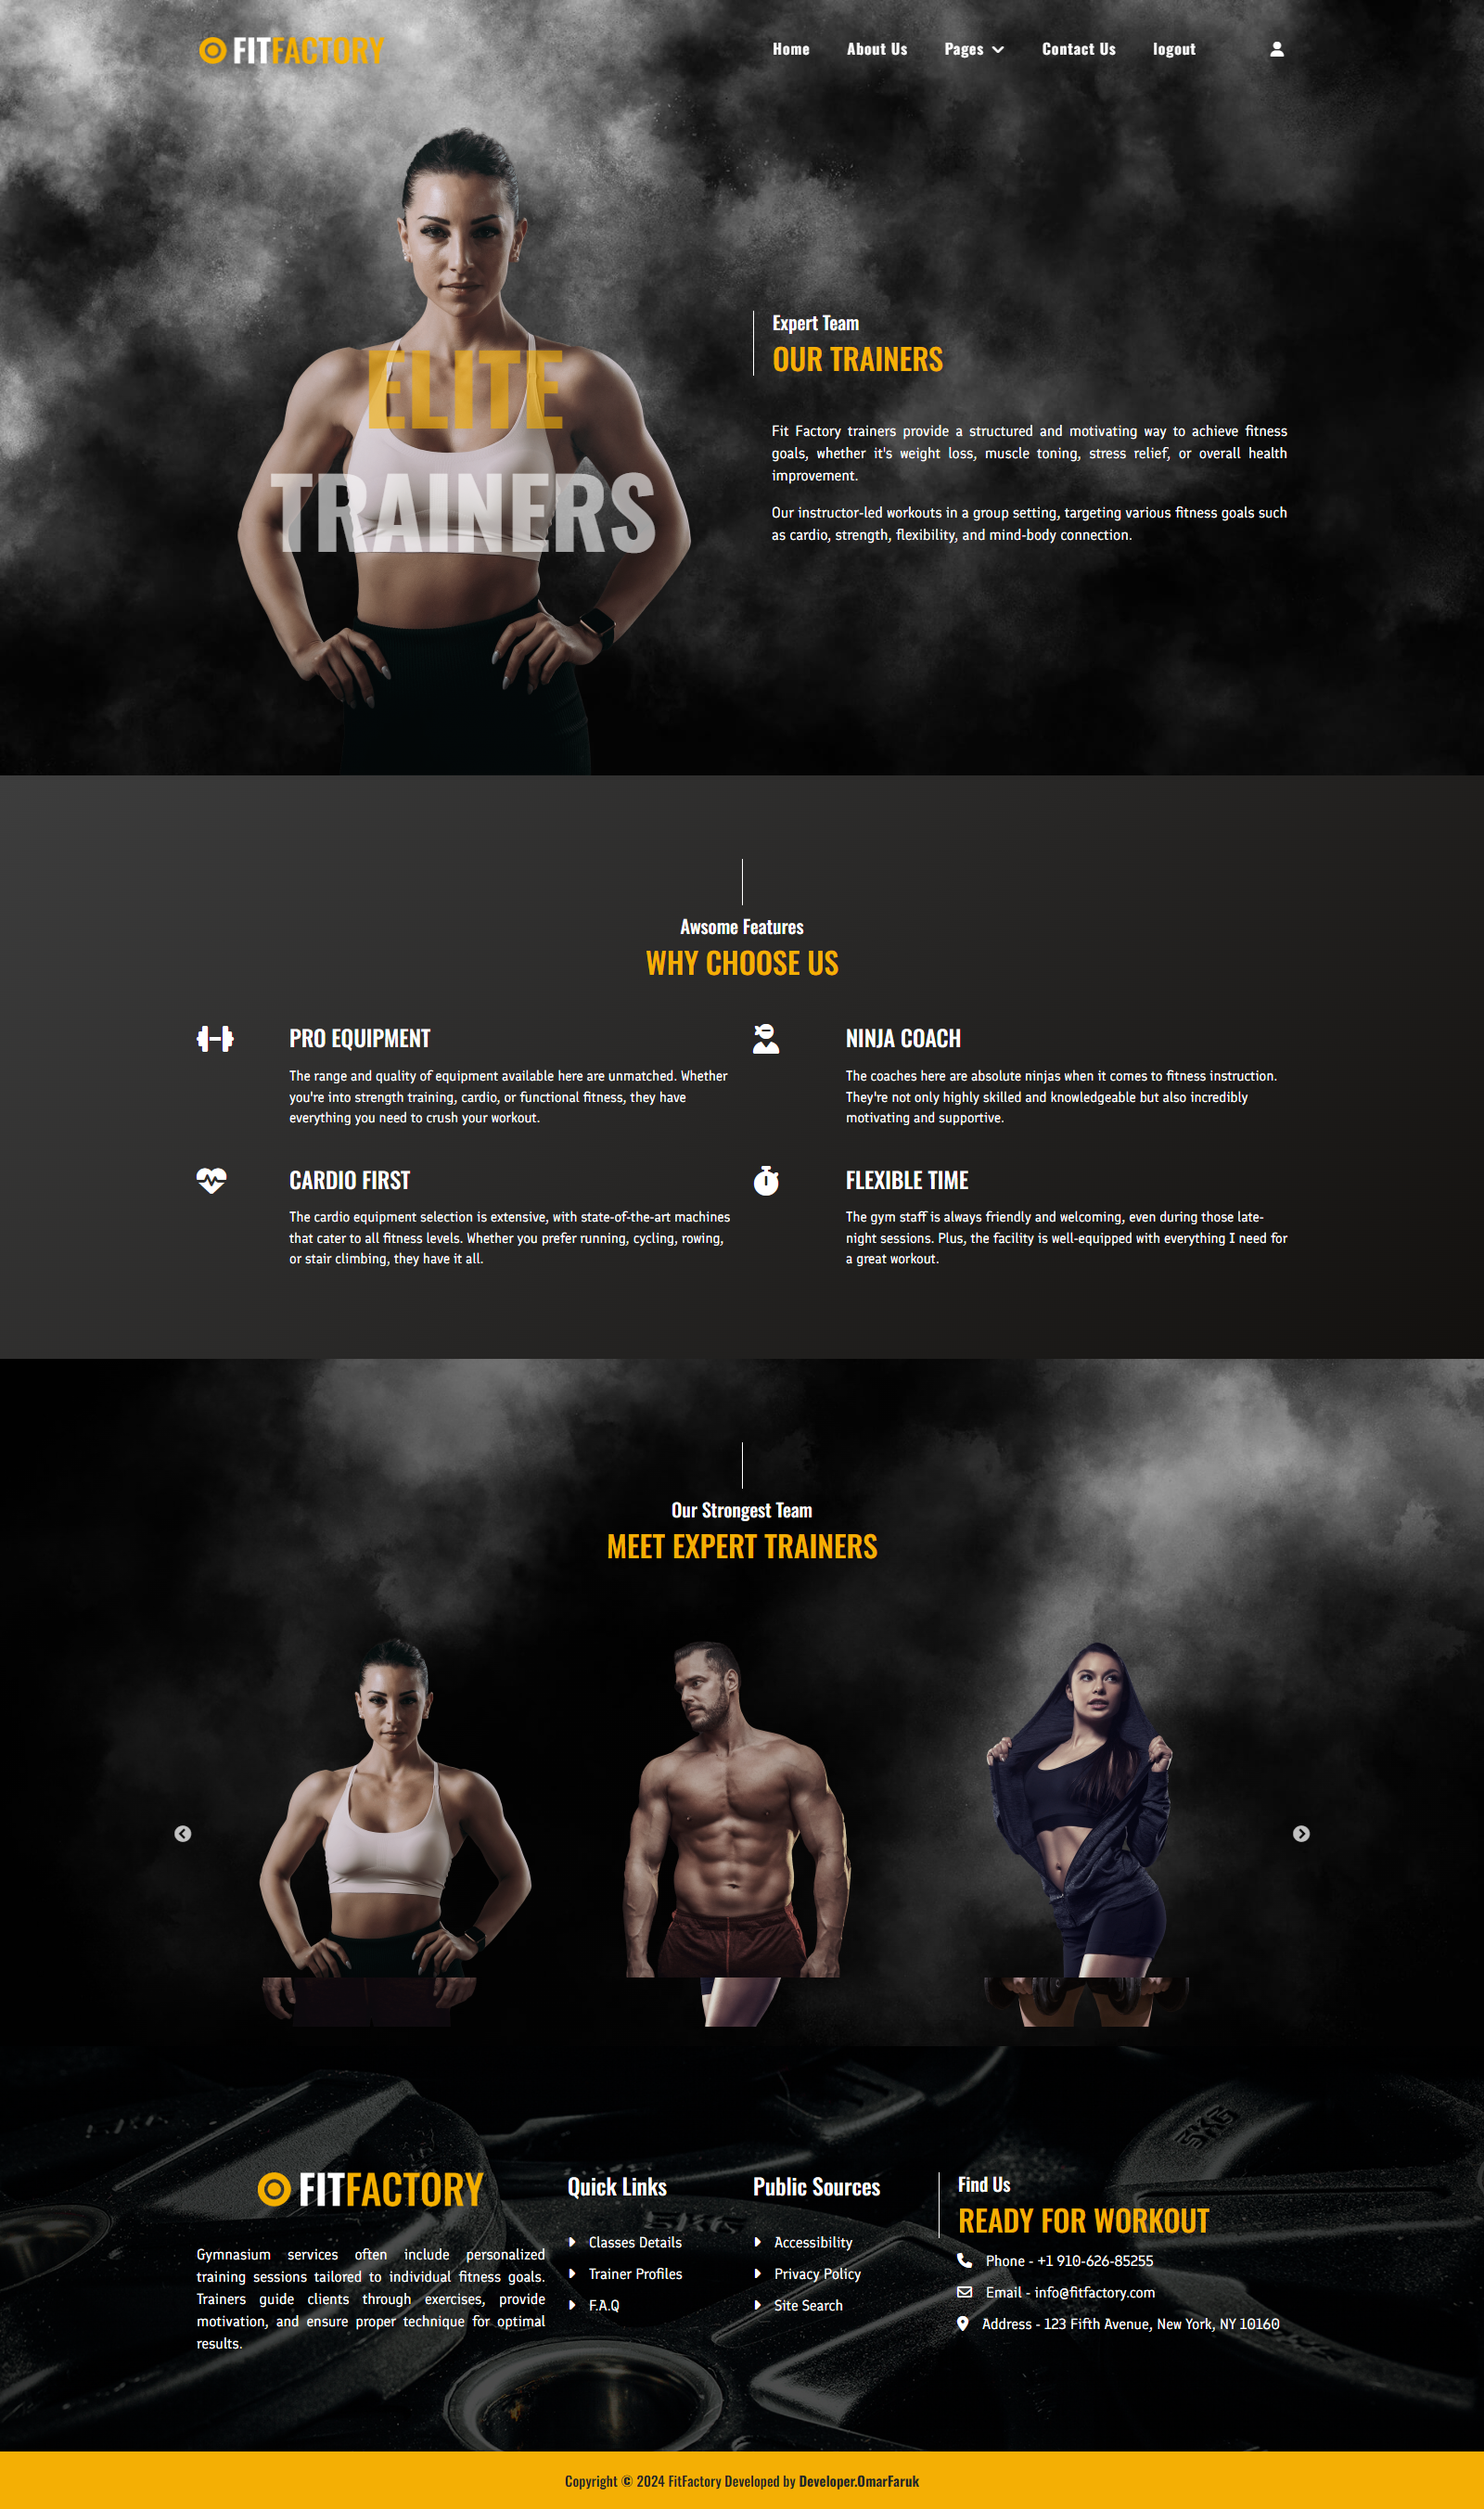 FITFACTORY
Home About Us Pages Contact Us logout
ELITE
TRAINERS
Expert Team
OUR TRAINERS
Fit Factory trainers provide a structured and motivating way to achieve fitness
goals, whether it's weight loss, muscle toning, stress relief, or overall health
improvement.
Our instructor-led workouts in a group setting, targeting various fitness goals such
as cardio, strength, flexibility, and mind-body connection.
Awsome Features
WHY CHOOSE US
PRO EQUIPMENT
The range and quality of equipment available here are unmatched. Whether
you're into strength training, cardio, or functional fitness, they have
everything you need to crush your workout.
NINJA COACH
The coaches here are absolute ninjas when it comes to fitness instruction.
They're not only highly skilled and knowledgeable but also incredibly
motivating and supportive.
CARDIO FIRST
The cardio equipment selection is extensive, with state-of-the-art machines
that cater to all fitness levels. Whether you prefer running, cycling, rowing,
or stair climbing, they have it all.
FLEXIBLE TIME
The gym staff is always friendly and welcoming, even during those late-
night sessions. Plus, the facility is well-equipped with everything I need for
a great workout.
Our Strongest Team
MEET EXPERT TRAINERS
FITFACTORY
Gymnasium services often include personalized
training sessions tailored to individual fitness goals.
Trainers guide clients through exercises, provide
motivation, and ensure proper technique for optimal
results.
Quick Links
Classes Details
Trainer Profiles
F.A.Q
Public Sources
Accessibility
Privacy Policy
Site Search
Find Us
READY FOR WORKOUT
Phone - +1 910-626-85255
Email - info@fitfactory.com
Address - 123 Fifth Avenue, New York, NY 10160
5KG
5KG
Copyright © 2024 FitFactory Developed by Developer.OmarFaruk